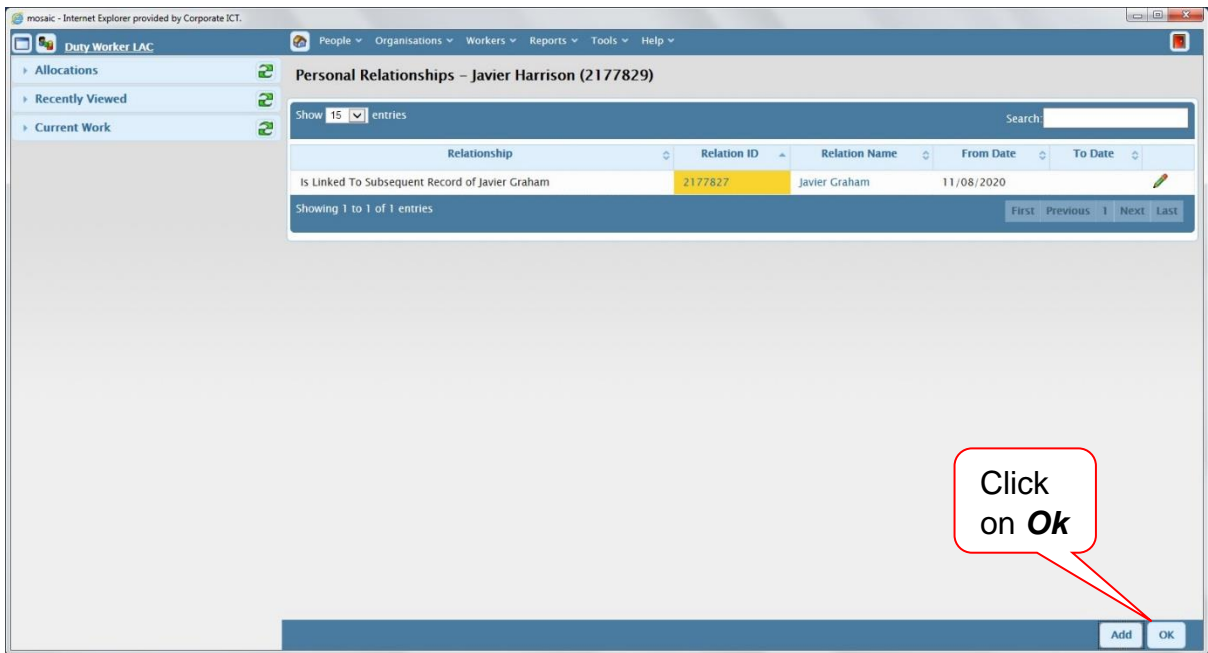 mosaic - Internet Explorer provided by Corporate ICT.
Duty Worker LAC
People Organisations Workers Reports Tools Help
Allocations
Recently Viewed
Current Work
Personal Relationships – Javier Harrison (2177829)
Show 15 entries
Search:
Relationship Relation ID Relation Name From Date To Date
Is Linked To Subsequent Record of Javier Graham 2177827 Javier Graham 11/08/2020
Showing 1 to 1 of 1 entries
First Previous 1 Next Last
Click
on Ok
Add OK